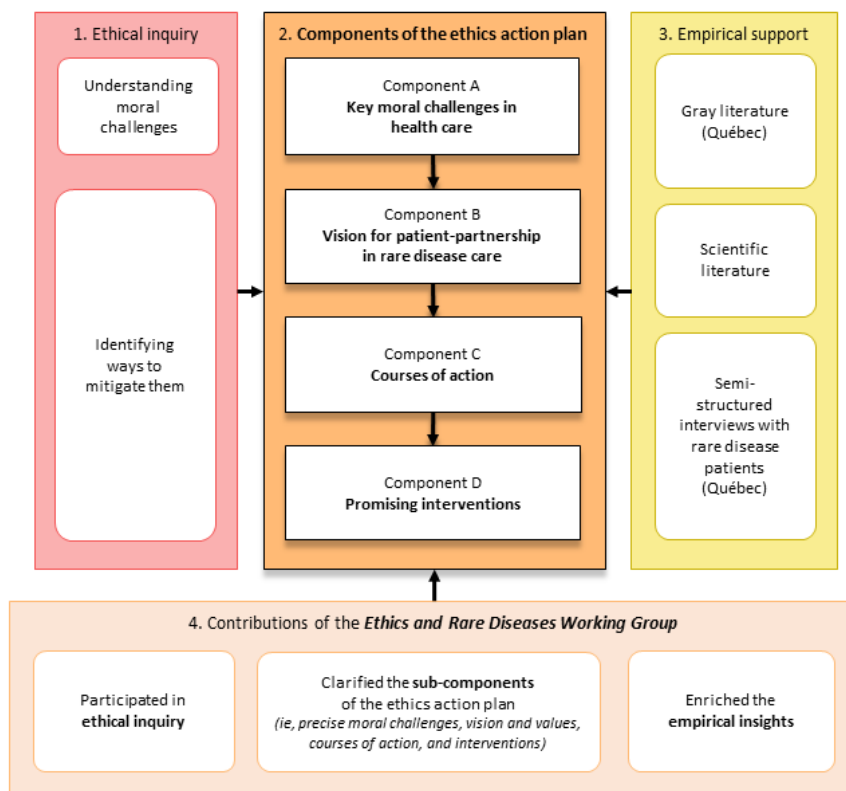 1. Ethical inquiry
Understanding
moral
challenges
Identifying
ways to
mitigate them
2. Components of the ethics action plan
Component A
Key moral challenges in
health care
Component B
Vision for patient-partnership
in rare disease care
Component C
Courses of action
Component D
Promising interventions
3. Empirical support
Gray literature
(Québec)
Scientific
literature
Semi-
structured
interviews with
rare disease
patients
(Québec)
4. Contributions of the Ethics and Rare Diseases Working Group
Participated in
ethical inquiry
Clarified the sub-components
of the ethics action plan
(ie, precise moral challenges, vision and values,
courses of action, and interventions)
Enriched the
empirical insights